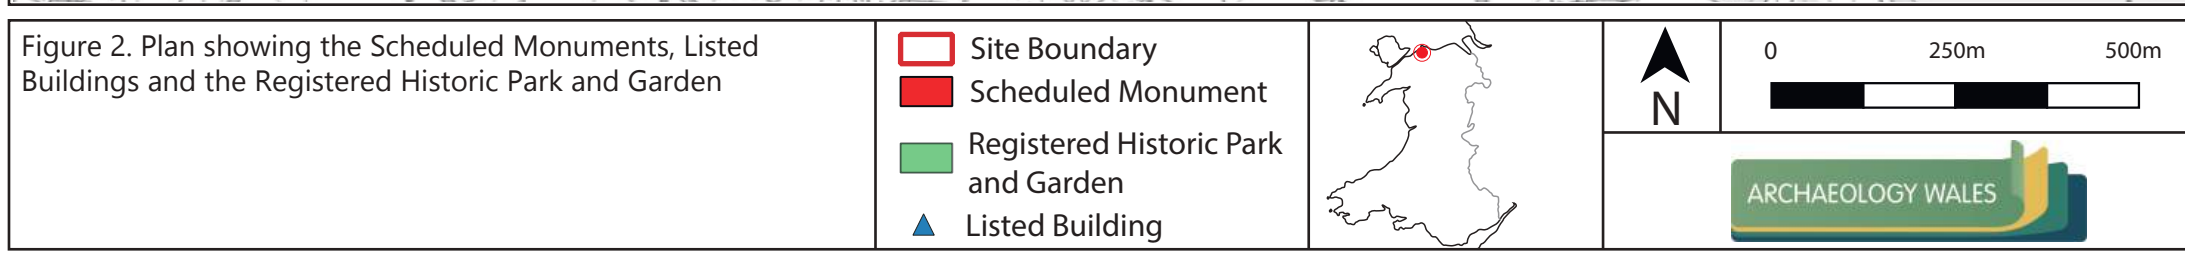 Figure 2. Plan showing the Scheduled Monuments, Listed
Buildings and the Registered Historic Park and Garden
Site Boundary
Scheduled Monument
Registered Historic Park
and Garden
Listed Building
N
0 250m 500m
ARCHAEOLOGY WALES